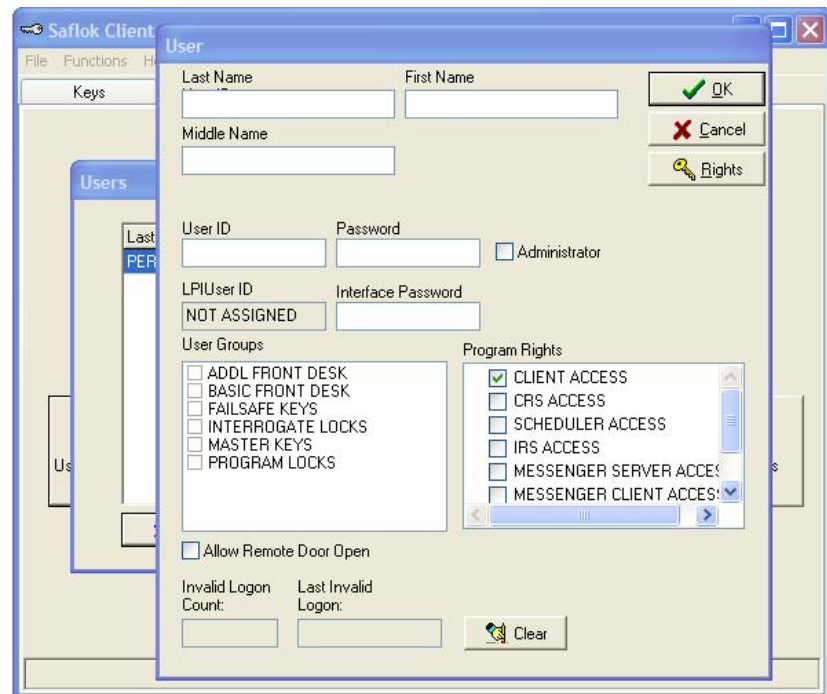 Saflok Client
User
File Functions
Keys
Last Name
First Name
OK
Middle Name
Cancel
Rights
Users
Last
User ID
Password
Administrator
LPIUser ID
Interface Password
NOT ASSIGNED
User Groups
Program Rights
ADDL FRONT DESK
BASIC FRONT DESK
FAILSAFE KEYS
INTERROGATE LOCKS
MASTER KEYS
PROGRAM LOCKS
CLIENT ACCESS
CRS ACCESS
SCHEDULER ACCESS
IRS ACCESS
MESSENGER SERVER ACCES
MESSENGER CLIENT ACCESS
Allow Remote Door Open
Invalid Logon
Count:
Last Invalid
Logon:
Clear